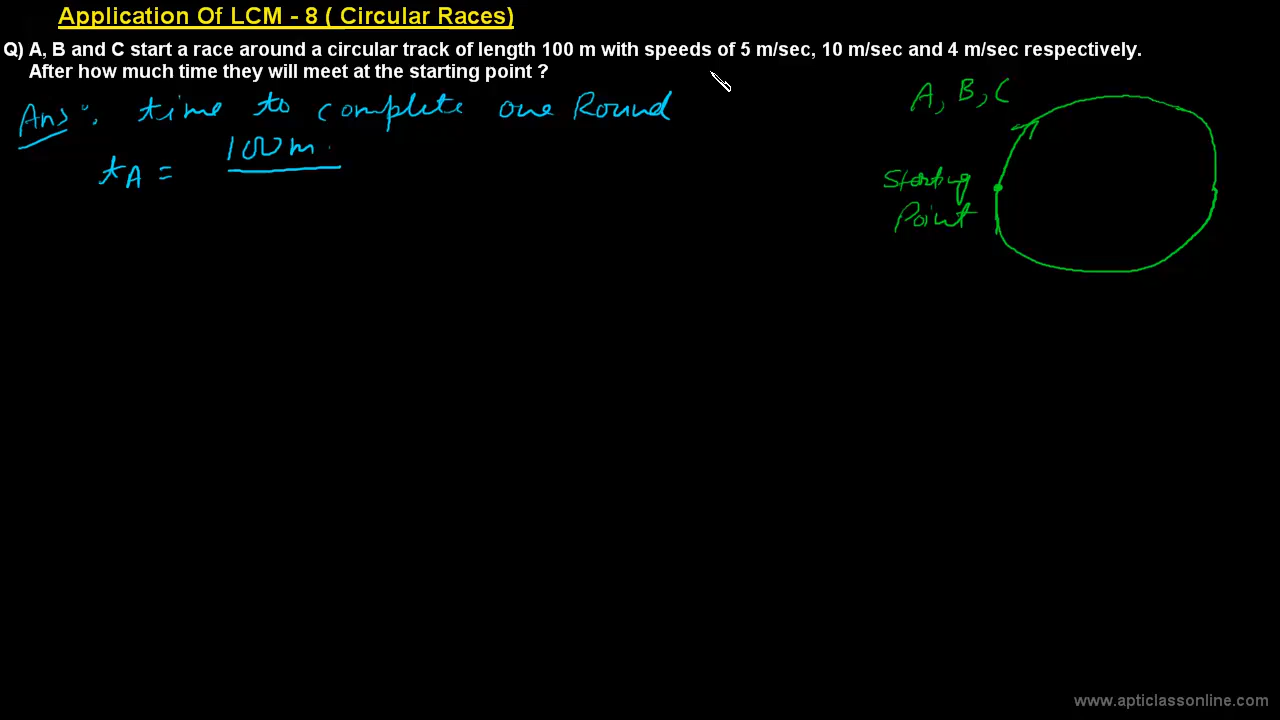 Application Of LCM - 8 ( Circular Races)
Q) A, B and C start a race around a circular track of length 100 m with speeds of 5 m/sec, 10 m/sec and 4 m/sec respectively.
After how much time they will meet at the starting point ?
Ans: time to complete one Round
tA = 100m
A, B, C
Starting
Point
www.apticlassonline.com